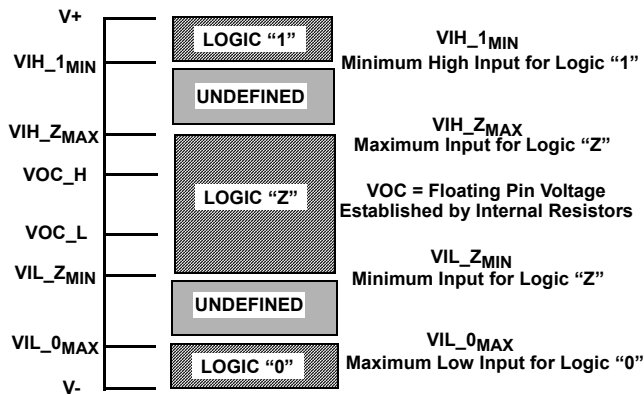 V+
LOGIC “1”
VIH_1MIN
VIH_1MIN
Minimum High Input for Logic “1”
UNDEFINED
VIH_ZMAX
VIH_ZMAX
Maximum Input for Logic “Z”
VOC_H
LOGIC “Z”
VOC = Floating Pin Voltage
Established by Internal Resistors
VOC_L
VIL_ZMIN
VIL_ZMIN
Minimum Input for Logic “Z”
UNDEFINED
VIL_0MAX
VIL_0MAX
Maximum Low Input for Logic “0”
LOGIC “0”
V-